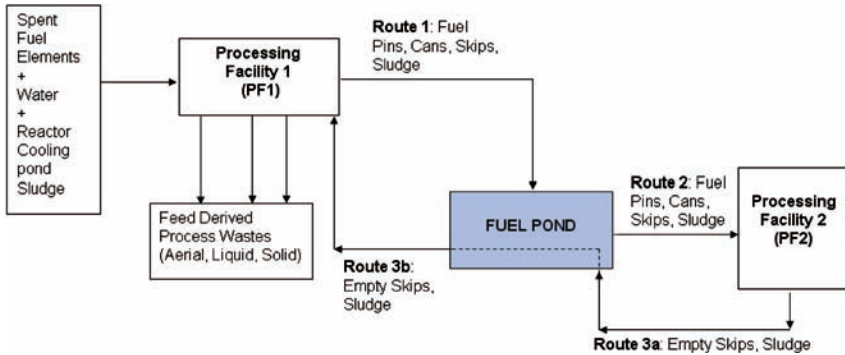 Spent
Fuel
Elements
+
Water
+
Reactor
Cooling
pond
Sludge
Processing
Facility 1
(PF1)
Route 1: Fuel
Pins, Cans, Skips,
Sludge
Feed Derived
Process Wastes
(Aerial, Liquid, Solid)
FUEL POND
Route 2: Fuel
Pins, Cans,
Skips, Sludge
Processing
Facility 2
(PF2)
Route 3b:
Empty Skips,
Sludge
Route 3a: Empty Skips, Sludge